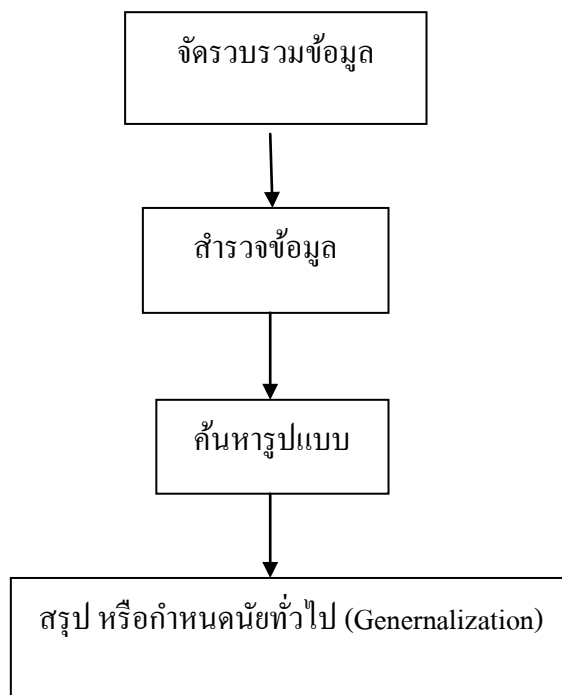 จัดรวบรวมข้อมูล
สำรวจข้อมูล
ค้นหารูปแบบ
สรุป หรือกำหนดนัยทั่วไป (Genernalization)